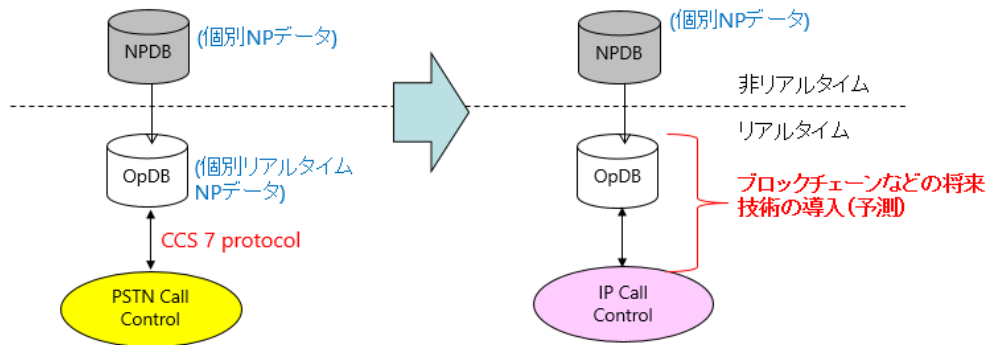 NPDB
(個別NPデータ)
OpDB
(個別リアルタイム
NPデータ)
CCS 7 protocol
PSTN Call
Control
(個別NPデータ)
NPDB
非リアルタイム
リアルタイム
OpDB
ブロックチェーンなどの将来
技術の導入(予測)
IP Call
Control